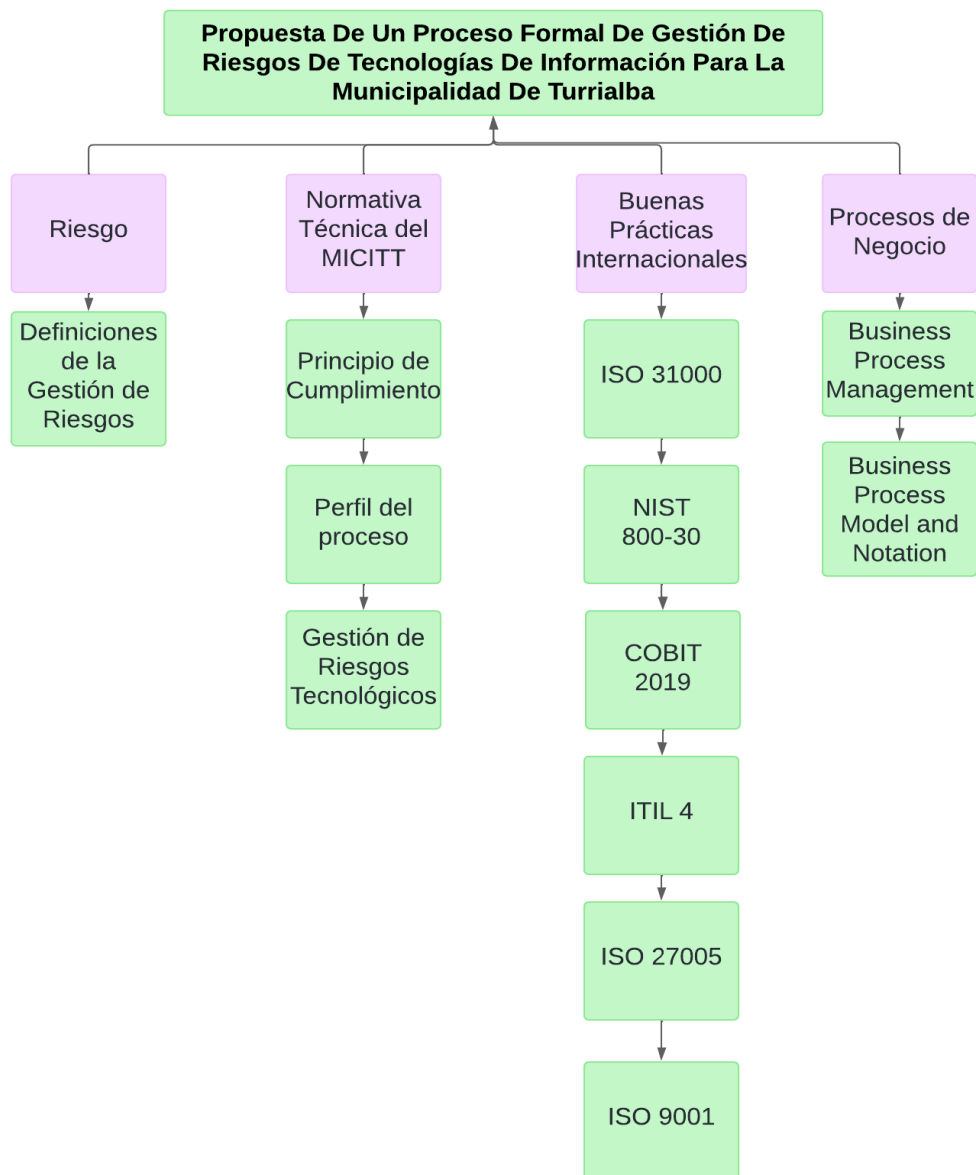 Propuesta De Un Proceso Formal De Gestión De
Riesgos De Tecnologías De Información Para La
Municipalidad De Turrialba
Riesgo
Definiciones
de la
Gestión de
Riesgos
Normativa
Técnica del
MICITT
Principio de
Cumplimiento
Perfil del
proceso
Gestión de
Riesgos
Tecnológicos
Buenas
Prácticas
Internacionales
ISO 31000
NIST
800-30
COBIT
2019
ITIL 4
ISO 27005
ISO 9001
Procesos de
Negocio
Business
Process
Management
Business
Process
Model and
Notation